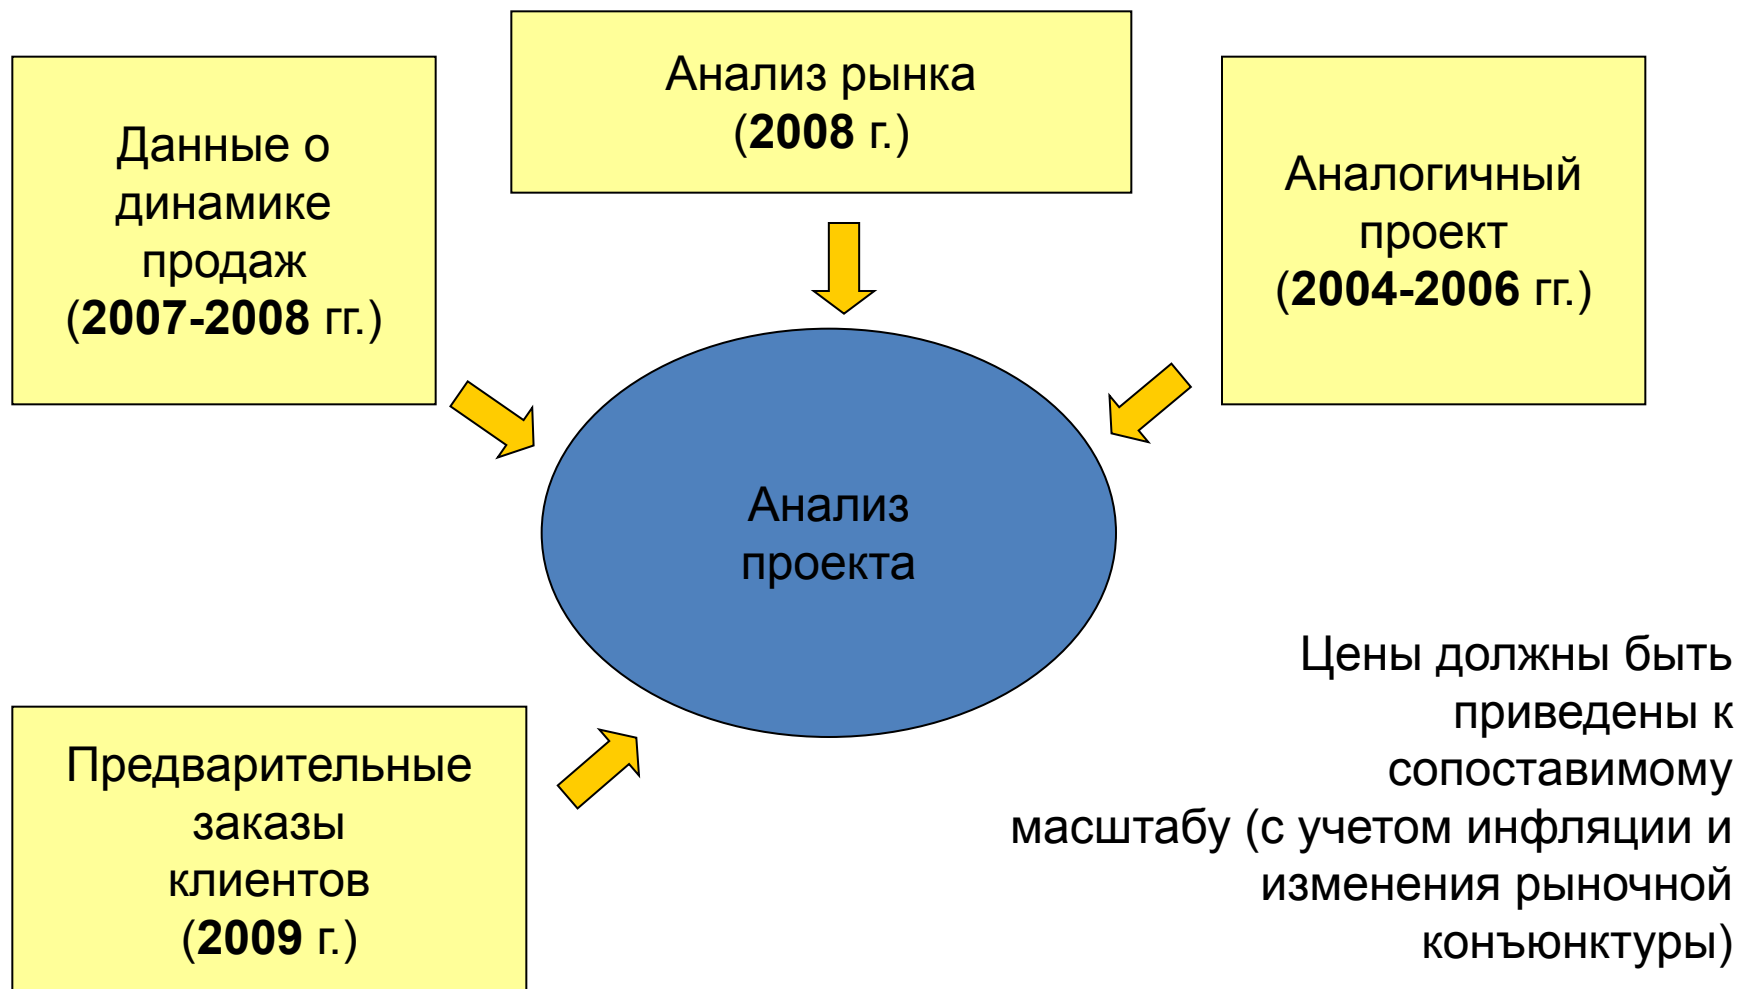 Анализ рынка
(2008 г.)
Данные о
динамике
продаж
(2007-2008 гг.)
Аналогичный
проект
(2004-2006 гг.)
Анализ
проекта
Предварительные
заказы
клиентов
(2009 г.)
Цены должны быть
приведены к
сопоставимому
масштабу (с учетом инфляции и
изменения рыночной
конъюнктуры)